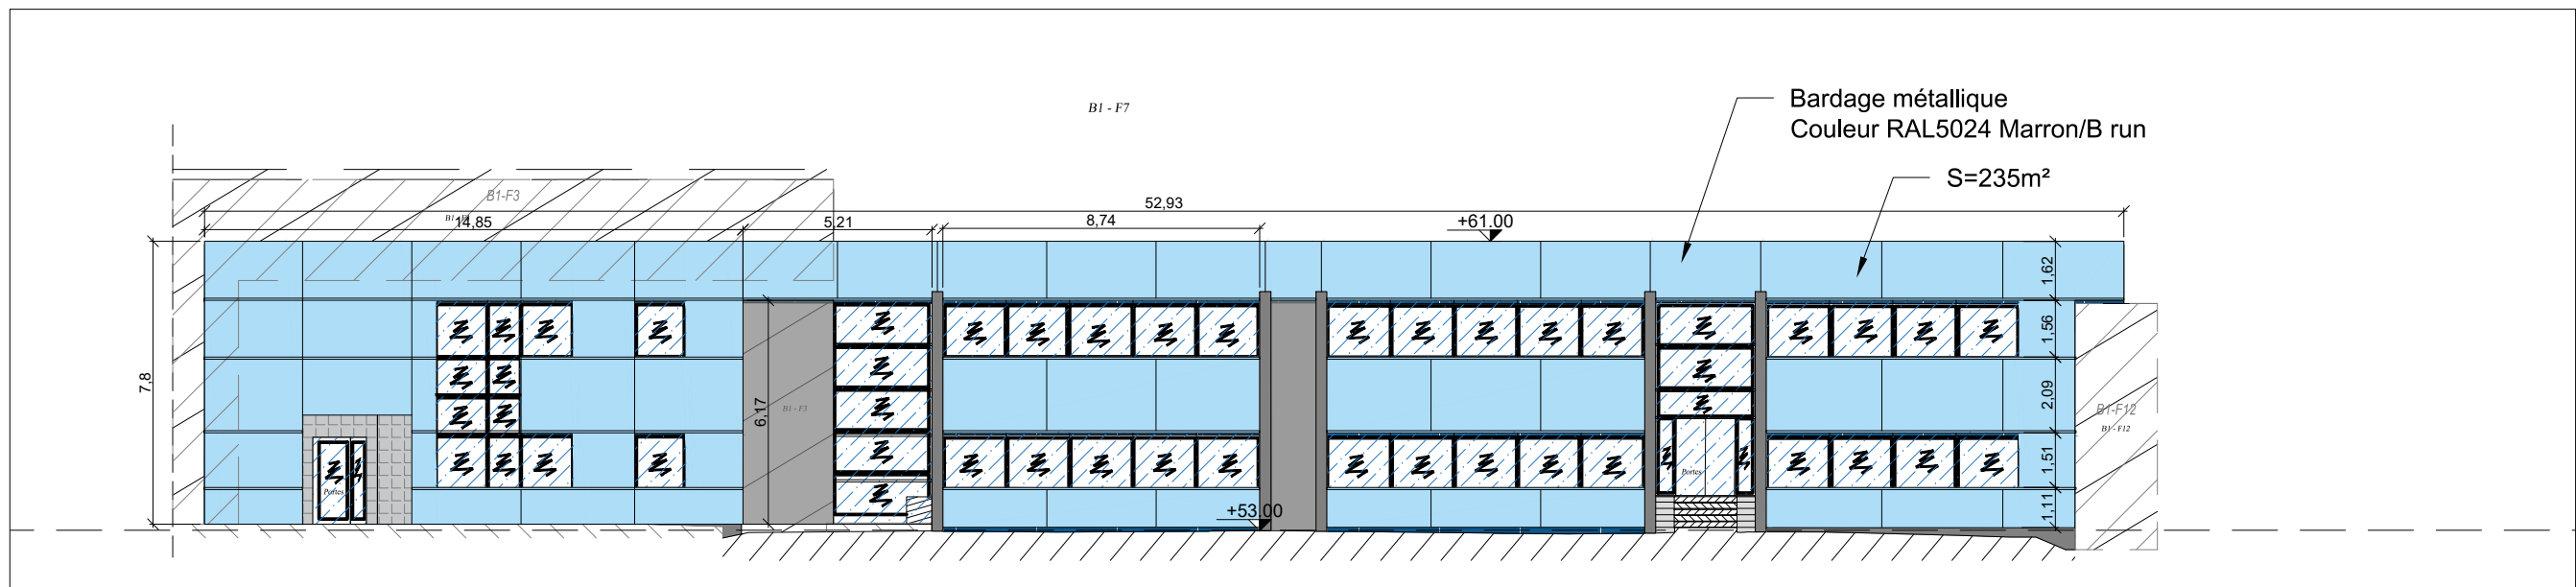 B1 - F7
Bardage métallique
Couleur RAL5024 Marron/B run
S=235m²
B1-F3
52,93
14,85
5,21
8,74
+61.00
7,8
1,62
1,56
2,09
1,51
1,11
6,17
B1 - F3
B1-F12
B1 - F12
Portes
Portes
+53.00